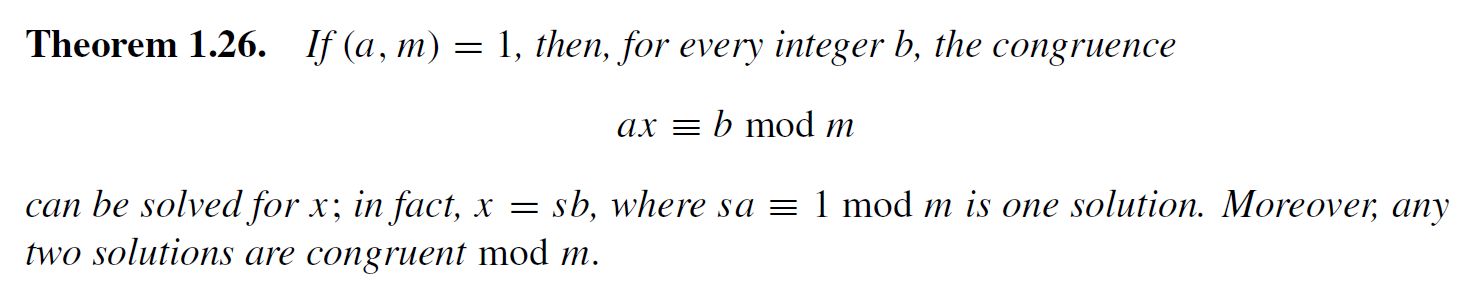 Theorem 1.26. If (a, m) = 1, then, for every integer b, the congruence
ax ≡ b mod m
can be solved for x; in fact, x = sb, where sa ≡ 1 mod m is one solution. Moreover, any
two solutions are congruent mod m.